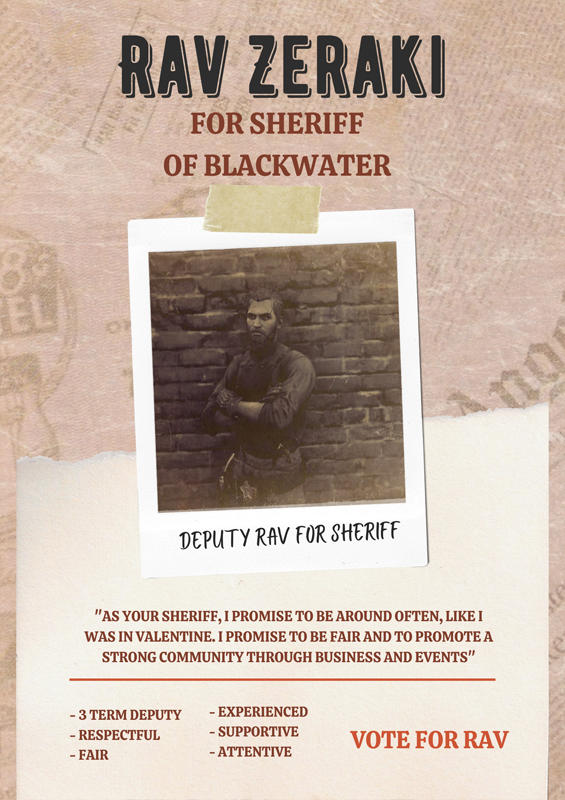 RAV ZERAKI
FOR SHERIFF
OF BLACKWATER
DEPUTY RAV FOR SHERIFF
"AS YOUR SHERIFF, I PROMISE TO BE AROUND OFTEN, LIKE I
WAS IN VALENTINE. I PROMISE TO BE FAIR AND TO PROMOTE A
STRONG COMMUNITY THROUGH BUSINESS AND EVENTS"
- 3 TERM DEPUTY
- RESPECTFUL
- FAIR
- EXPERIENCED
- SUPPORTIVE
- ATTENTIVE
VOTE FOR RAV